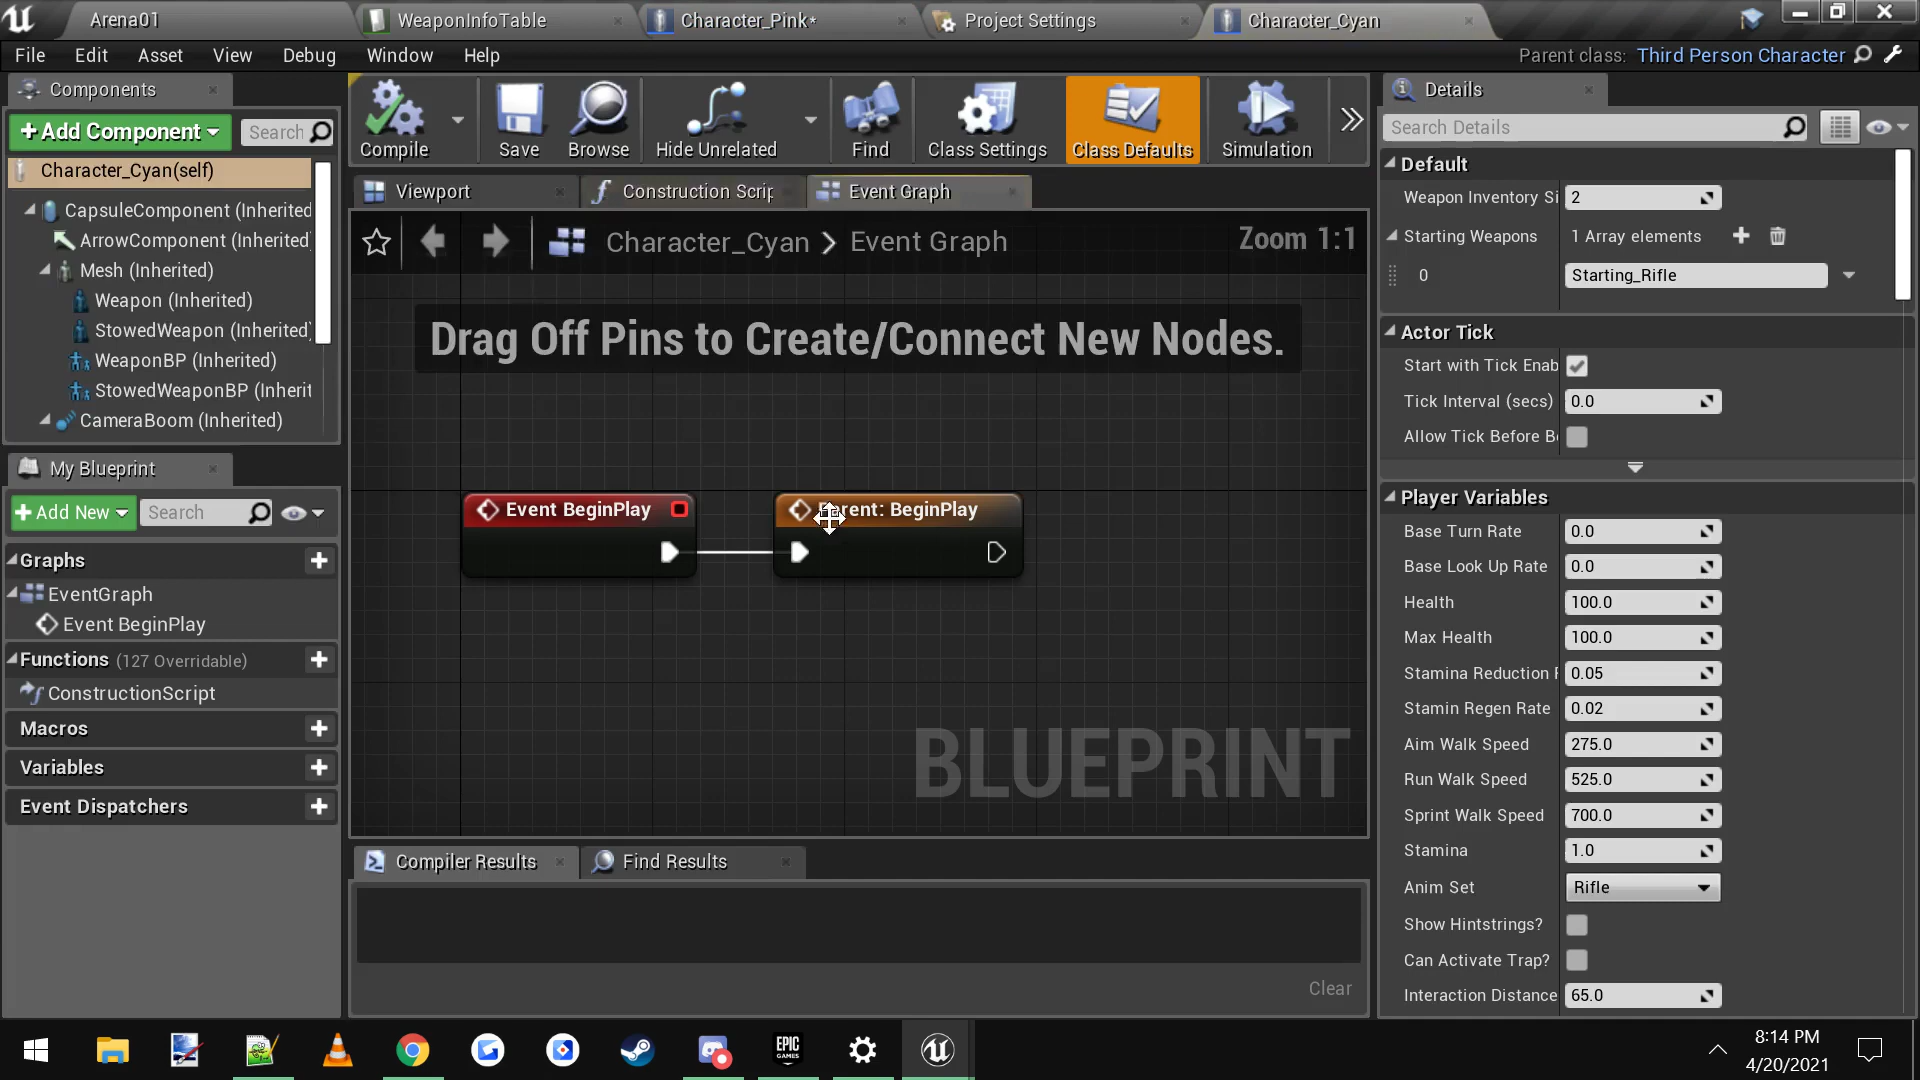 Arena01
WeaponInfoTable
Character_Pink*
Project Settings
Character_Cyan
File Edit Asset View Debug Window Help
Parent class: Third Person Character
Components
+Add Component
Search
Character_Cyan(self)
CapsuleComponent (Inherited
ArrowComponent (Inherited)
Mesh (Inherited)
Weapon (Inherited)
StowedWeapon (Inherited)
WeaponBP (Inherited)
StowedWeaponBP (Inherit
CameraBoom (Inherited)
My Blueprint
+Add New
Search
Graphs
EventGraph
Event BeginPlay
Functions (127 Overridable)
ConstructionScript
Macros
Variables
Event Dispatchers
Compile
Save
Browse
Hide Unrelated
Find
Class Settings
Class Defaults
Simulation
Viewport
Construction Scrip
Event Graph
Character_Cyan > Event Graph
Zoom 1:1
Drag Off Pins to Create/Connect New Nodes.
Event BeginPlay
Parent: BeginPlay
BLUEPRINT
Compiler Results
Find Results
Clear
Details
Search Details
Default
Weapon Inventory Si 2
Starting Weapons 1 Array elements
0 Starting_Rifle
Actor Tick
Start with Tick Enab
Tick Interval (secs) 0.0
Allow Tick Before Be
Player Variables
Base Turn Rate 0.0
Base Look Up Rate 0.0
Health 100.0
Max Health 100.0
Stamina Reduction 0.05
Stamin Regen Rate 0.02
Aim Walk Speed 275.0
Run Walk Speed 525.0
Sprint Walk Speed 700.0
Stamina 1.0
Anim Set Rifle
Show Hintstrings?
Can Activate Trap?
Interaction Distance 65.0
EPIC
GAMES
8:14 PM
4/20/2021